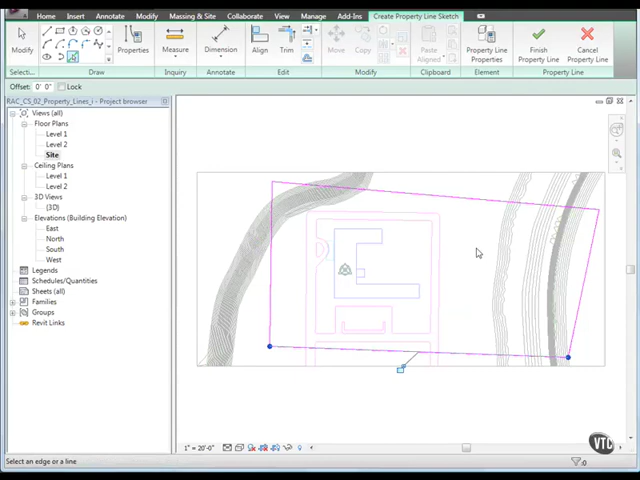 Home Insert Annotate Modify Massing & Site Collaborate View Manage Add-Ins Create Property Line Sketch
Modify Properties Measure Dimension Align Trim Move Copy Paste Aligned Property Line Properties Finish Property Line Cancel Property Line
Selecti... Draw Inquiry Annotate Edit Modify Clipboard Element Property Line
Offset: 0' 0" Lock
RAC_CS_02_Property_Lines_i - Project browser
Views (all)
Floor Plans
Level 1
Level 2
Site
Ceiling Plans
Level 1
Level 2
3D Views
{3D}
Elevations (Building Elevation)
East
North
South
West
Legends
Schedules/Quantities
Sheets (all)
Families
Groups
Revit Links
1" = 20'-0"
VTC
Select an edge or a line
:0